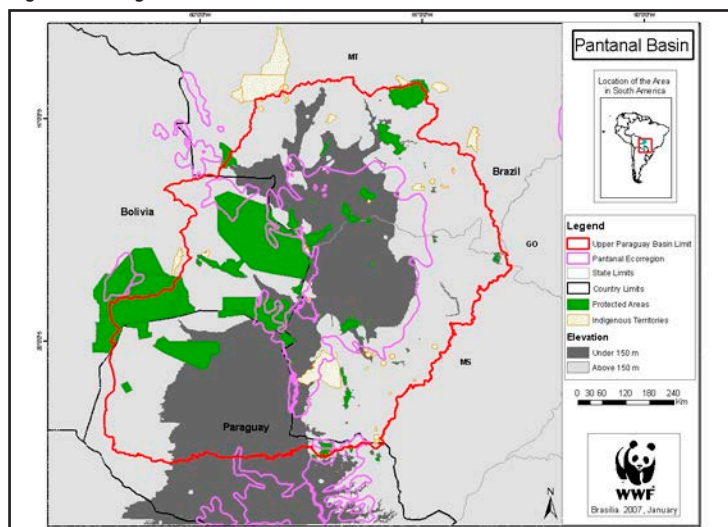 Pantanal Basin
Location of the Area
in South America
MT
Brazil
Bolivia
GO
MS
Paraguay
Legend
Upper Paraguay Basin Limit
Pantanal Ecorregion
State Limits
Country Limits
Protected Areas
Indigenous Territories
Elevation
Under 150 m
Above 150 m
0 30 60 120 180 240
Km
N
WWF
Brasilia. 2007, January